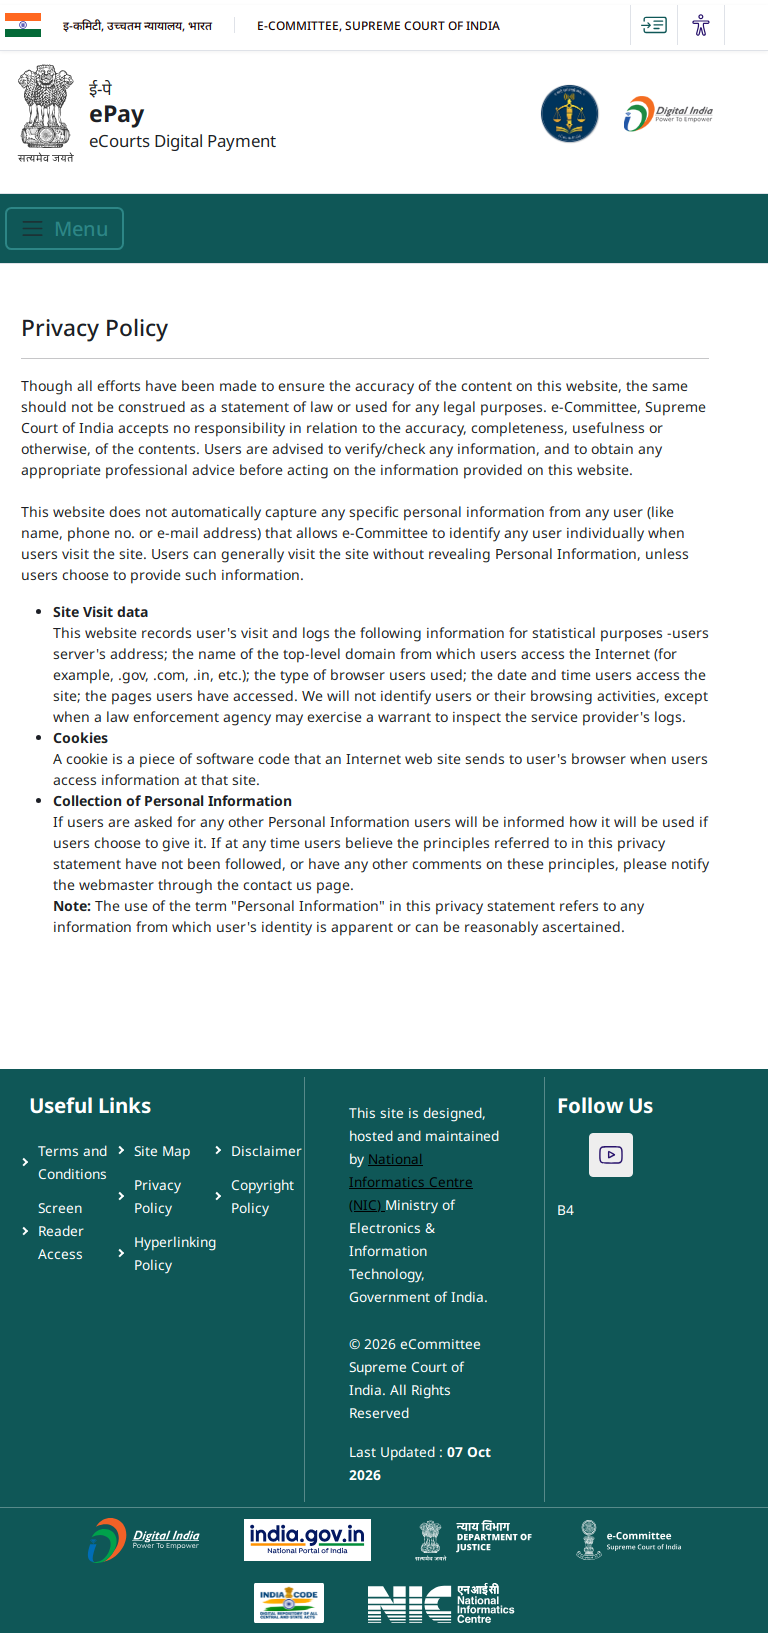 इ-कमिटी, उच्चतम न्यायालय, भारत
E-COMMITTEE, SUPREME COURT OF INDIA
ई-पे
ePay
eCourts Digital Payment
सत्यमेव जयते
Digital India
Power To Empower
Menu
Privacy Policy
Though all efforts have been made to ensure the accuracy of the content on this website, the same
should not be construed as a statement of law or used for any legal purposes. e-Committee, Supreme
Court of India accepts no responsibility in relation to the accuracy, completeness, usefulness or
otherwise, of the contents. Users are advised to verify/check any information, and to obtain any
appropriate professional advice before acting on the information provided on this website.
This website does not automatically capture any specific personal information from any user (like
name, phone no. or e-mail address) that allows e-Committee to identify any user individually when
users visit the site. Users can generally visit the site without revealing Personal Information, unless
users choose to provide such information.
Site Visit data
This website records user's visit and logs the following information for statistical purposes -users
server's address; the name of the top-level domain from which users access the Internet (for
example, .gov, .com, .in, etc.); the type of browser users used; the date and time users access the
site; the pages users have accessed. We will not identify users or their browsing activities, except
when a law enforcement agency may exercise a warrant to inspect the service provider's logs.
Cookies
A cookie is a piece of software code that an Internet web site sends to user's browser when users
access information at that site.
Collection of Personal Information
If users are asked for any other Personal Information users will be informed how it will be used if
users choose to give it. If at any time users believe the principles referred to in this privacy
statement have not been followed, or have any other comments on these principles, please notify
the webmaster through the contact us page.
Note: The use of the term "Personal Information" in this privacy statement refers to any
information from which user's identity is apparent or can be reasonably ascertained.
Useful Links
Terms and
Conditions
Screen
Reader
Access
Site Map
Privacy
Policy
Hyperlinking
Policy
Disclaimer
Copyright
Policy
This site is designed,
hosted and maintained
by National
Informatics Centre
(NIC) Ministry of
Electronics &
Information
Technology,
Government of India.
© 2026 eCommittee
Supreme Court of
India. All Rights
Reserved
Last Updated : 07 Oct
2026
Follow Us
B4
Digital India
Power To Empower
india.gov.in
National Portal of India
सत्यमेव जयते
न्याय विभाग
DEPARTMENT OF
JUSTICE
e-Committee
Supreme Court of India
INDIA CODE
DIGITAL REPOSITORY OF ALL
CENTRAL AND STATE ACTS
NIC
एनआईसी
National
Informatics
Centre